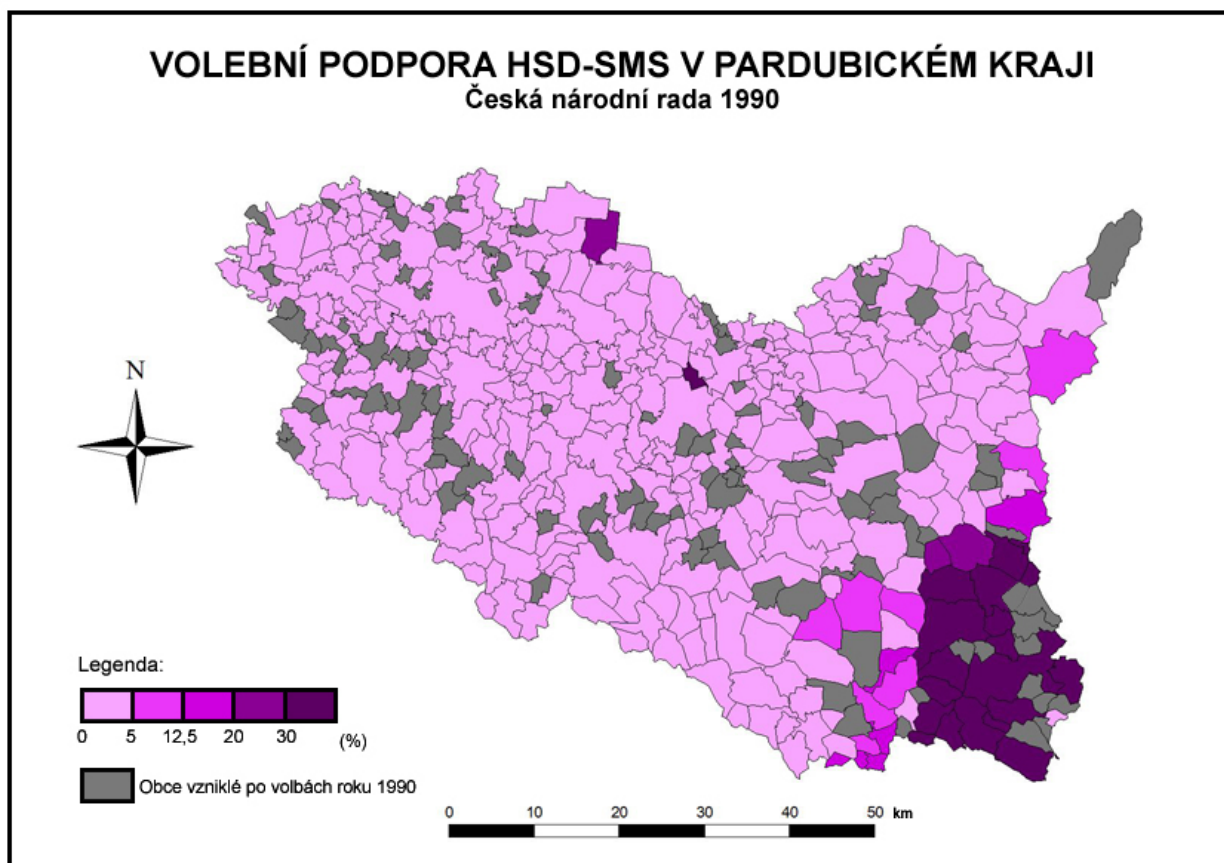 VOLEBNÍ PODPORA HSD-SMS V PARDUBICKÉM KRAJI
Česká národní rada 1990
N
Legenda:
0 5 12,5 20 30 (%)
Obce vzniklé po volbách roku 1990
0 10 20 30 40 50 km